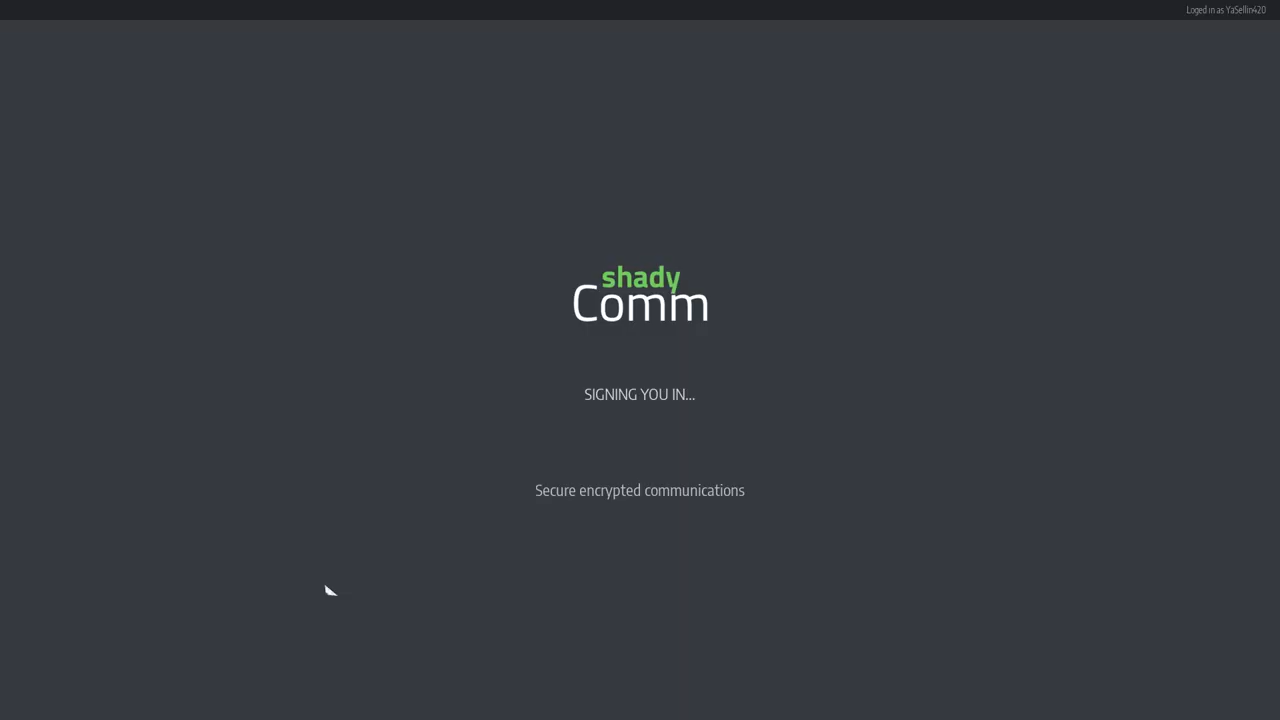 Loged in as YaSellin420
shady
Comm
SIGNING YOU IN...
Secure encrypted communications